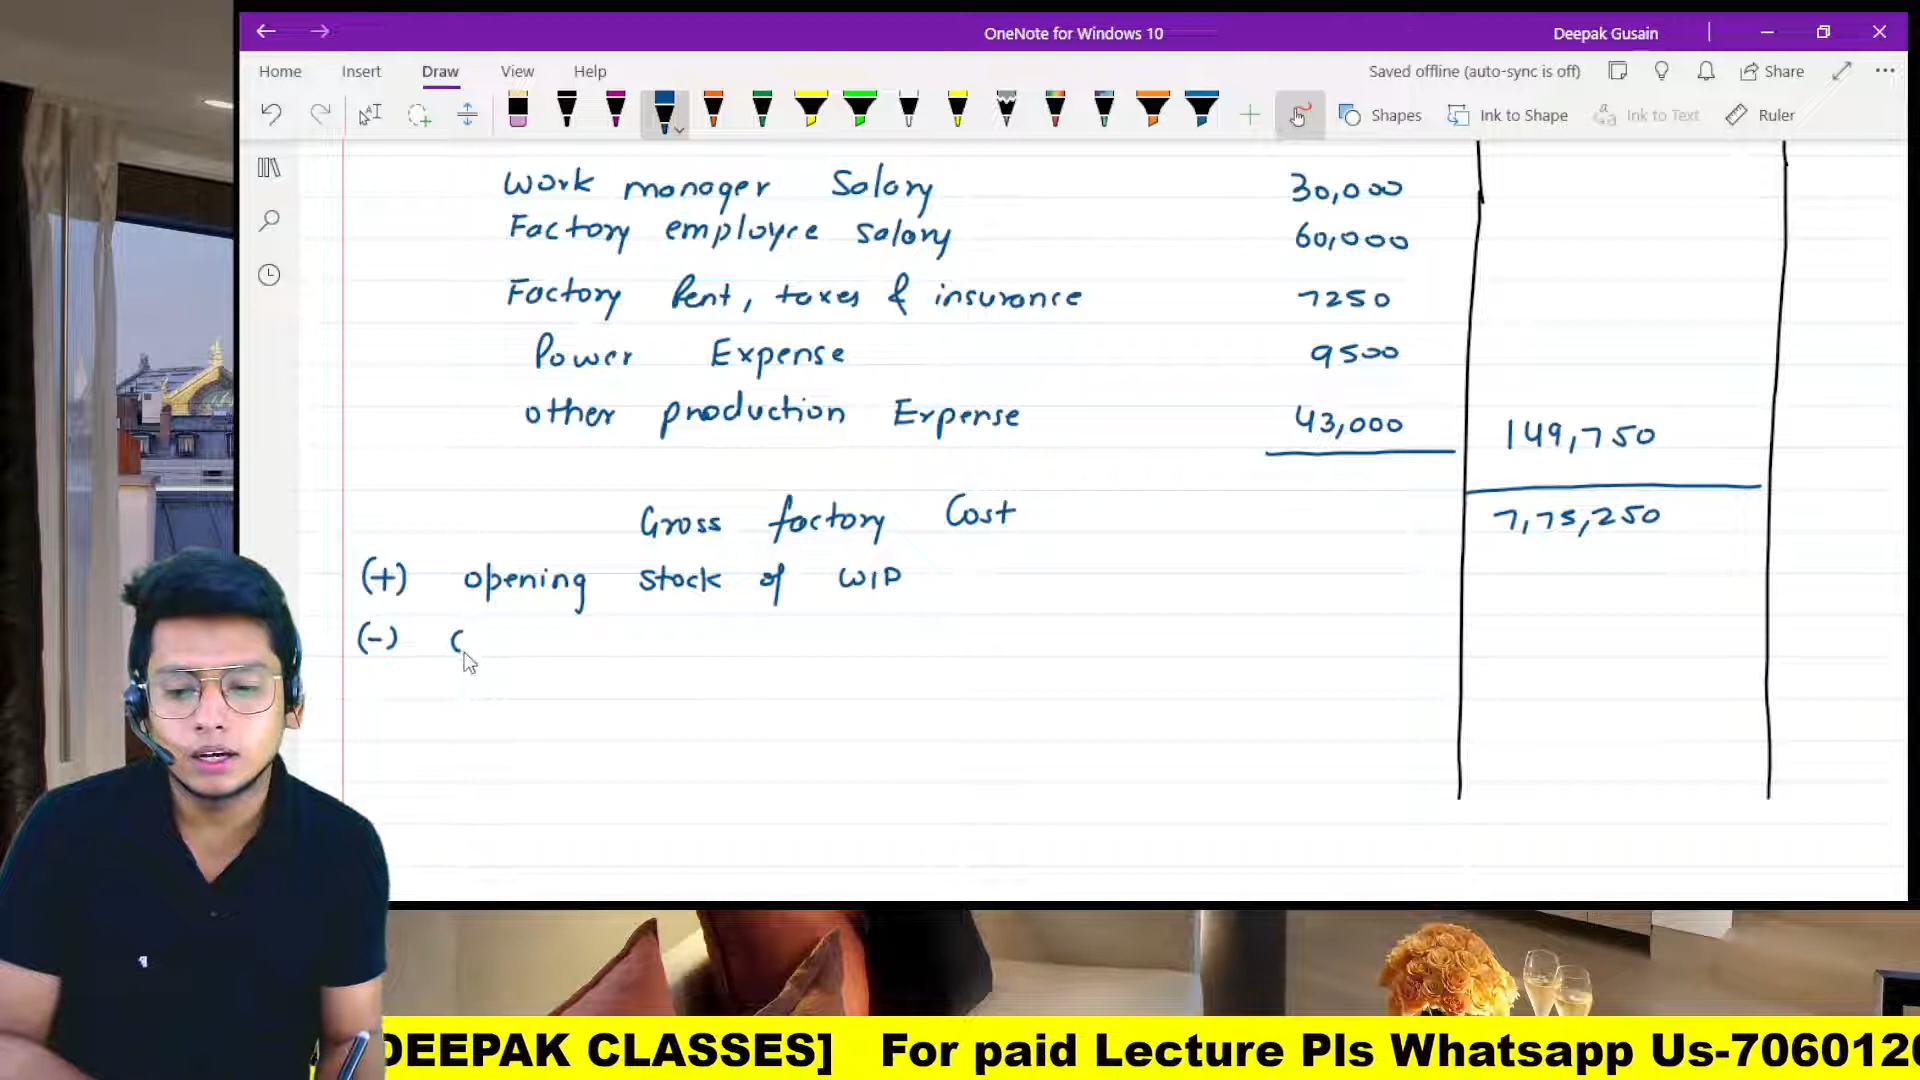 OneNote for Windows 10
Deepak Gusain
Home Insert Draw View Help
Saved offline (auto-sync is off)
Share
Shapes
Ink to Shape
Ink to Text
Ruler
Work manager Salary 30,000
Factory employee salary 60,000
Factory Rent, taxes & insurance 7250
Power Expense 9500
other production Expense 43,000 149,750
Gross factory Cost 7,75,250
(+) opening stock of WIP
(-) C
DEEPAK CLASSES] For paid Lecture Pls Whatsapp Us-7060120